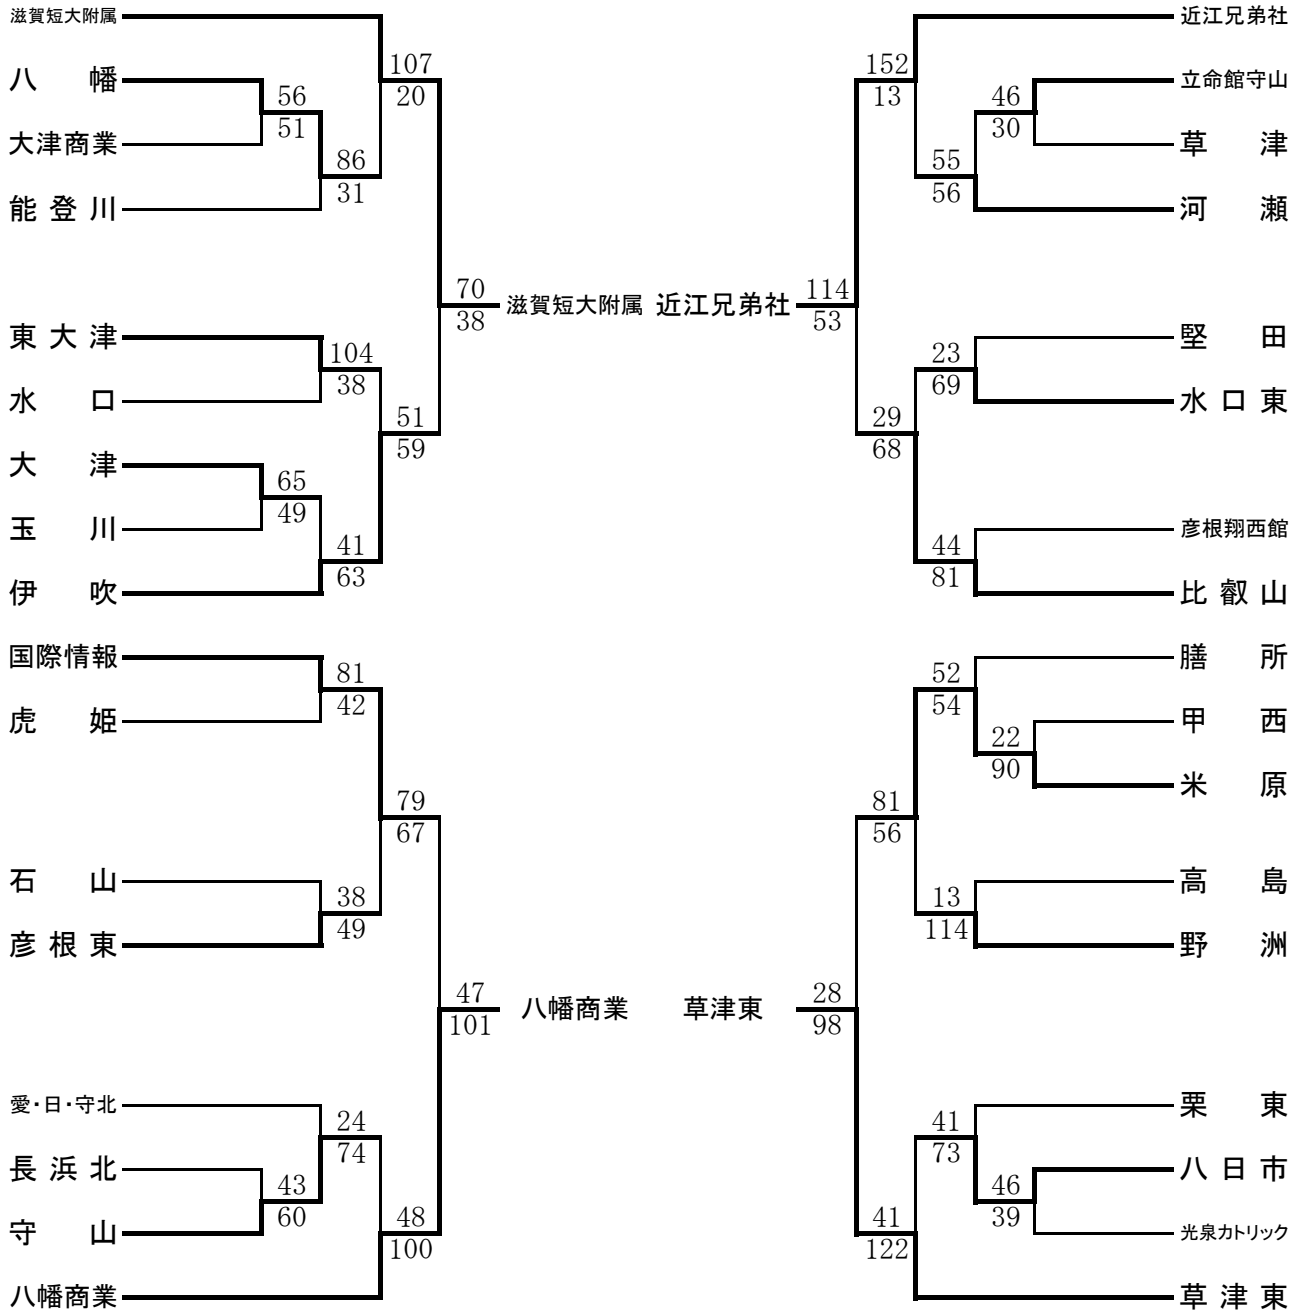 滋賀短大附属
107
20
八幡
56
51
大津商業
86
31
能登川
70
38
滋賀短大附属
東大津
104
38
水口
51
59
大津
65
49
玉川
41
63
伊吹
国際情報
81
42
虎姫
79
67
石山
38
49
彦根東
47
101
八幡商業
愛・日・守北
24
74
長浜北
43
60
守山
48
100
八幡商業
近江兄弟社
152
13
立命館守山
46
30
草津
55
56
河瀬
近江兄弟社
114
53
堅田
23
69
水口東
29
68
彦根翔西館
44
81
比叡山
膳所
52
54
甲西
22
90
米原
81
56
高島
13
114
野洲
草津東
28
98
栗東
41
73
八日市
46
39
光泉カトリック
41
122
草津東